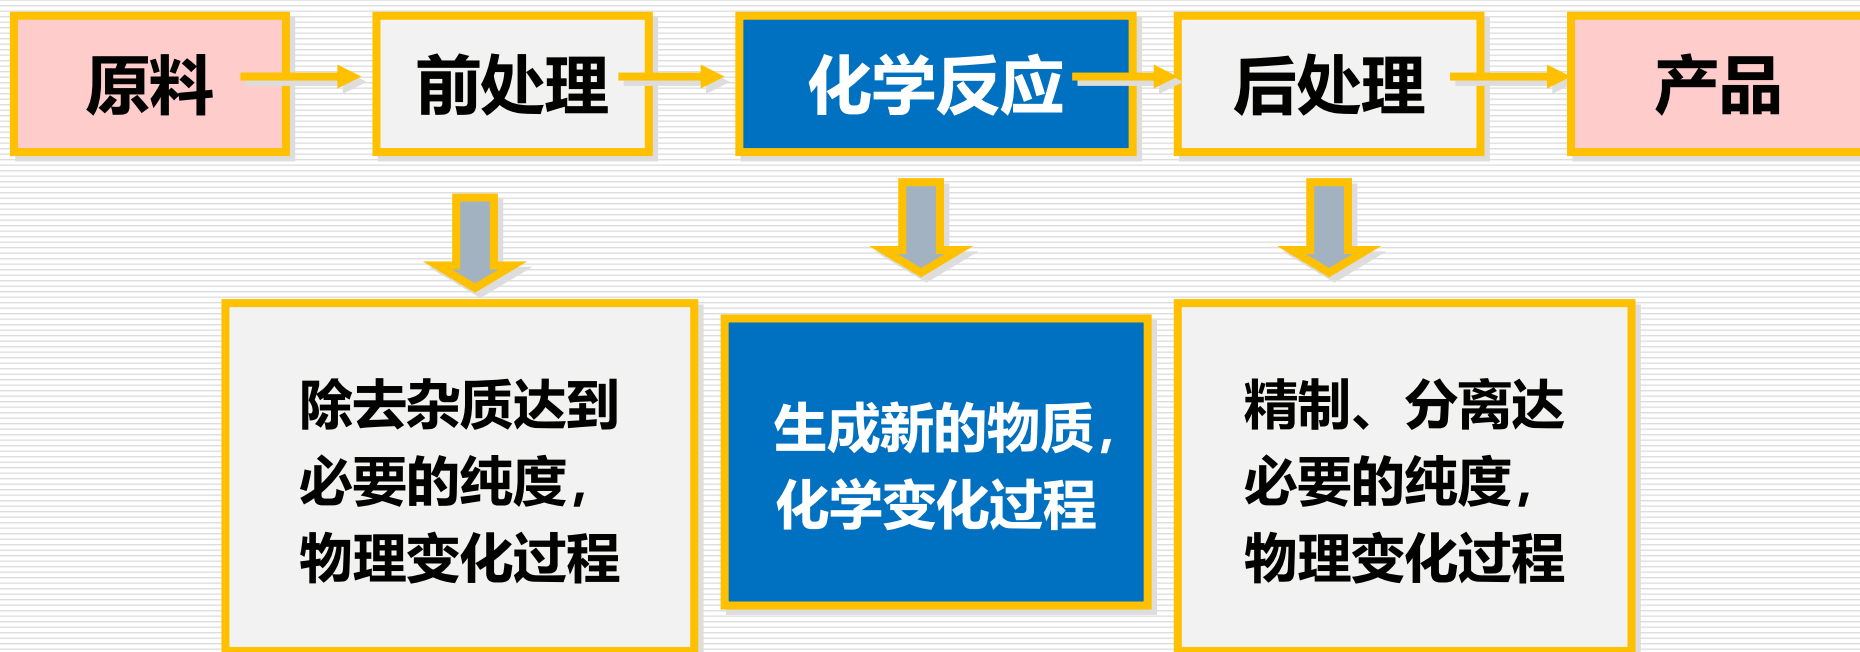 原料
前处理
化学反应
后处理
产品
除去杂质达到
必要的纯度，
物理变化过程
生成新的物质，
化学变化过程
精制、分离达
必要的纯度，
物理变化过程